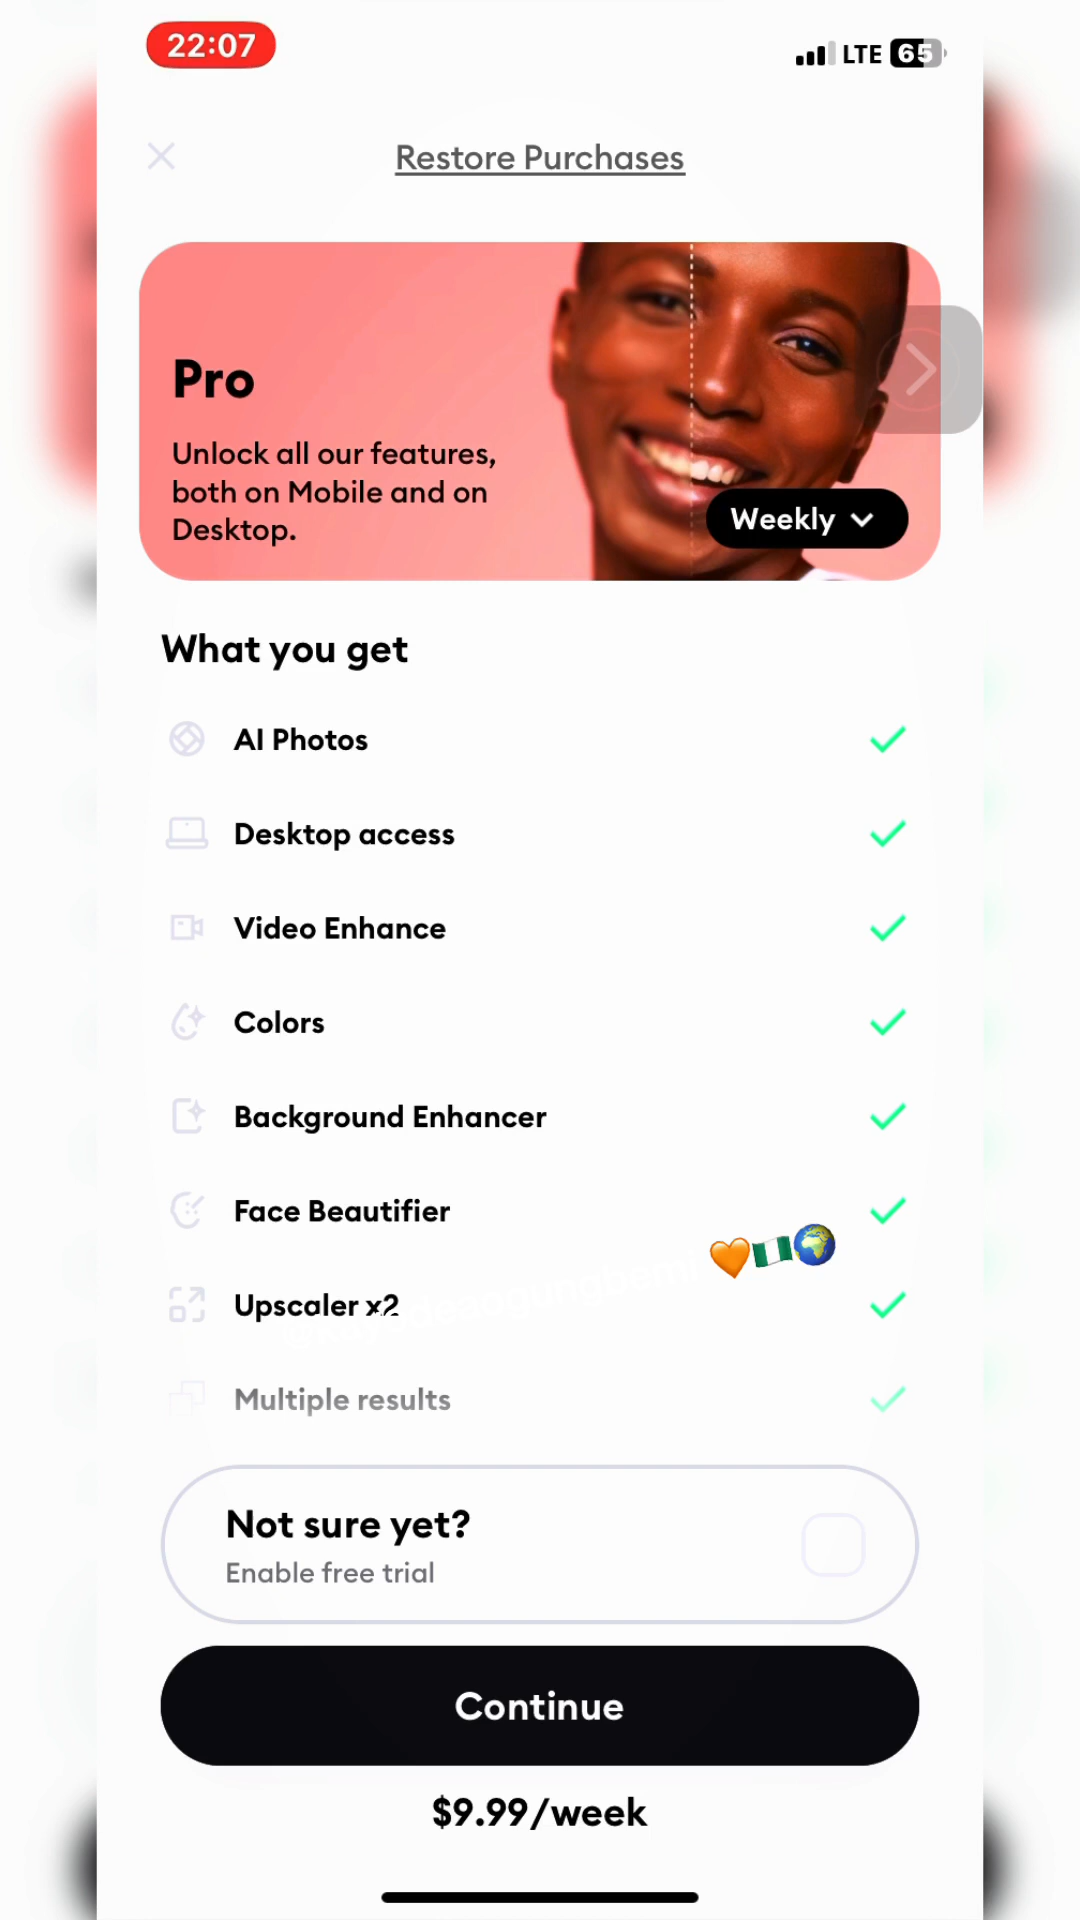 22:07
LTE 65
Restore Purchases
Pro
Unlock all our features,
both on Mobile and on
Desktop.
Weekly
What you get
AI Photos
Desktop access
Video Enhance
Colors
Background Enhancer
Face Beautifier
Upscaler x2
Multiple results
Not sure yet?
Enable free trial
Continue
$9.99/week